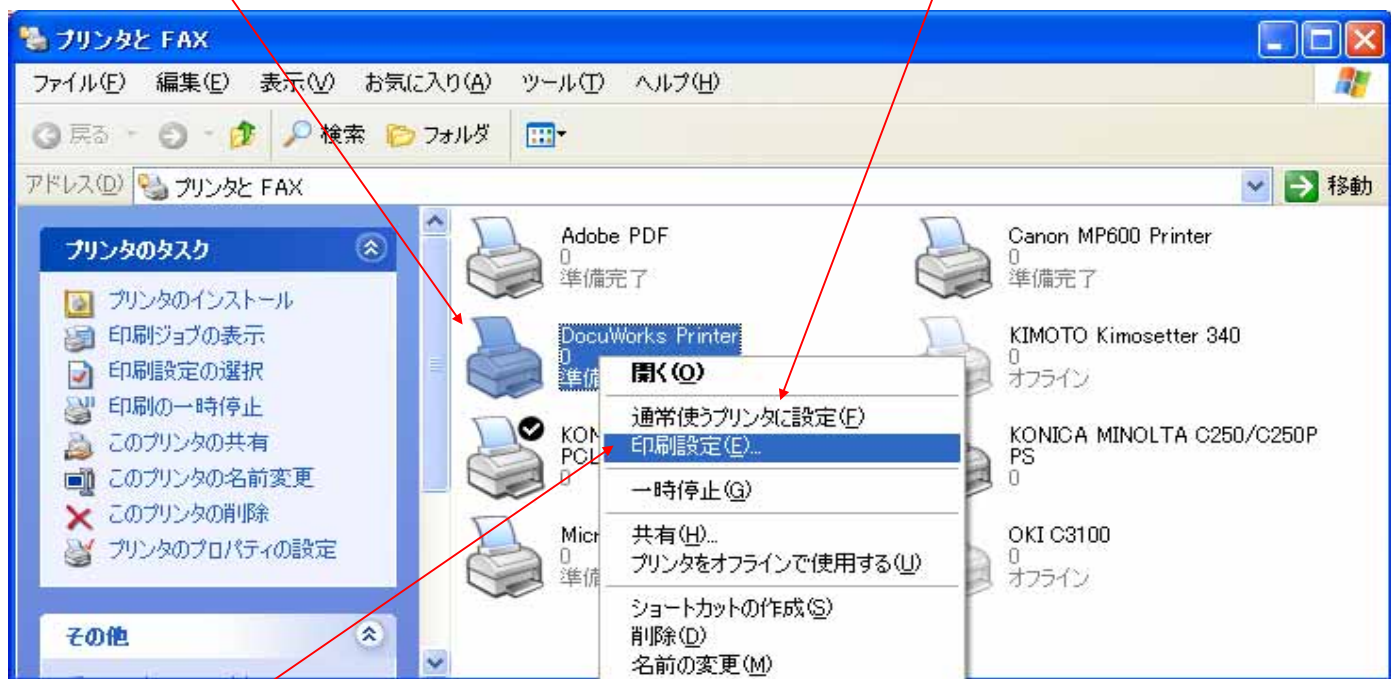 プリンタと FAX
ファイル(F) 編集(E) 表示(V) お気に入り(A) ツール(T) ヘルプ(H)
戻る 検索 フォルダ
アドレス(D) プリンタと FAX 移動
プリンタのタスク
プリンタのインストール
印刷ジョブの表示
印刷設定の選択
印刷の一時停止
このプリンタの共有
このプリンタの名前変更
このプリンタの削除
プリンタのプロパティの設定
その他
Adobe PDF
0
準備完了
Canon MP600 Printer
0
準備完了
DocuWorks Printer
0
準備
KIMOTO Kimosetter 340
0
オフライン
KON
PCL
0
KONICA MINOLTA C250/C250P
PS
0
Micr
0
準備
OKI C3100
0
オフライン
開く(O)
通常使うプリンタに設定(F)
印刷設定(E)...
一時停止(G)
共有(H)...
プリンタをオフラインで使用する(U)
ショートカットの作成(S)
削除(D)
名前の変更(M)